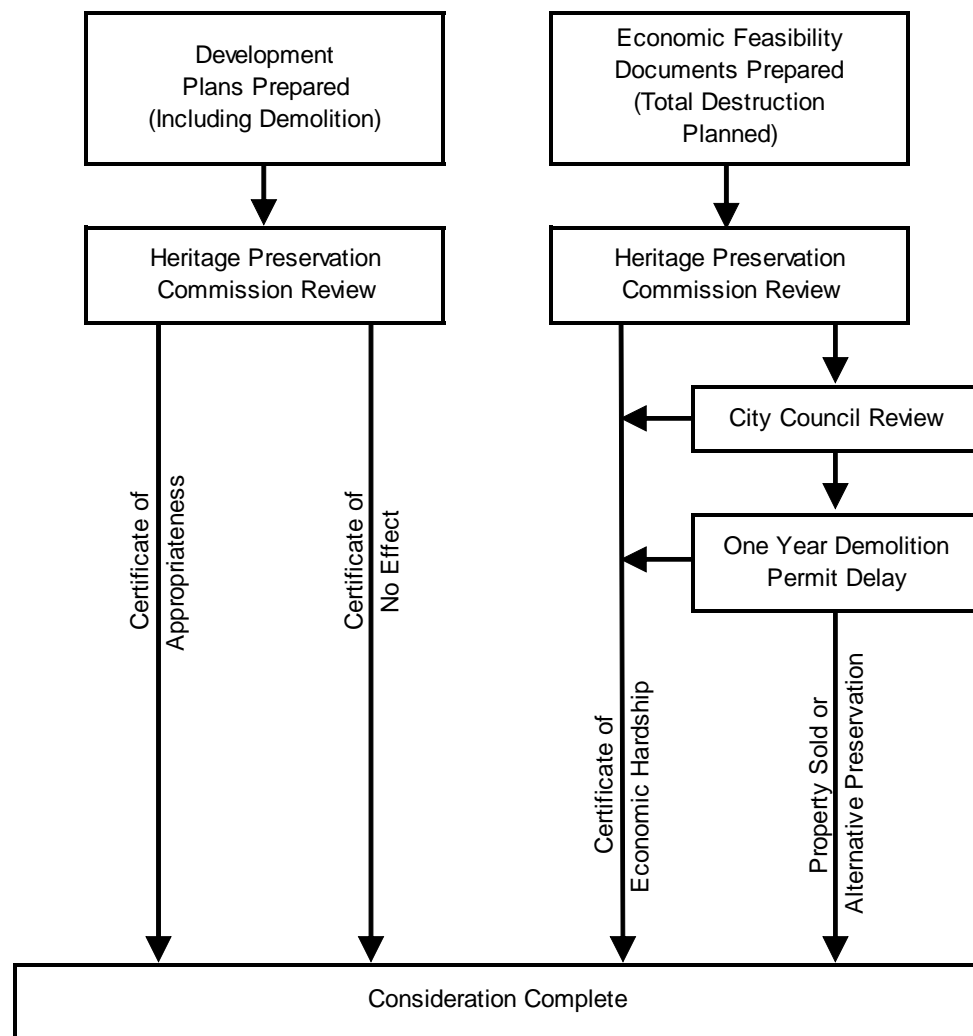 Development
Plans Prepared
(Including Demolition)
Economic Feasibility
Documents Prepared
(Total Destruction
Planned)
Heritage Preservation
Commission Review
Heritage Preservation
Commission Review
City Council Review
One Year Demolition
Permit Delay
Certificate of
Appropriateness
Certificate of
No Effect
Certificate of
Economic Hardship
Property Sold or
Alternative Preservation
Consideration Complete